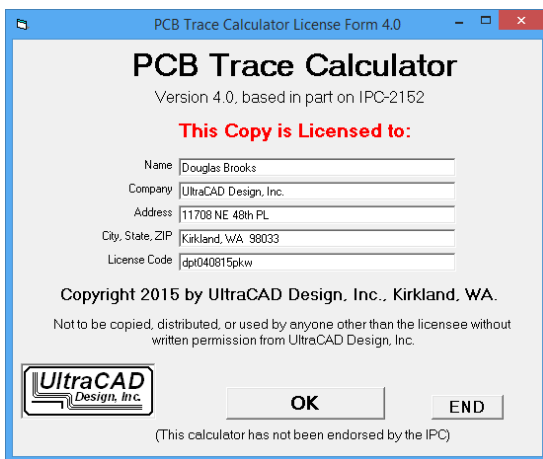 PCB Trace Calculator License Form 4.0
PCB Trace Calculator
Version 4.0, based in part on IPC-2152
This Copy is Licensed to:
Name Douglas Brooks
Company UltraCAD Design, Inc.
Address 11708 NE 48th PL
City, State, ZIP Kirkland, WA 98033
License Code dpt040815pkw
Copyright 2015 by UltraCAD Design, Inc., Kirkland, WA.
Not to be copied, distributed, or used by anyone other than the licensee without
written permission from UltraCAD Design, Inc.
UltraCAD
Design, Inc.
OK
END
(This calculator has not been endorsed by the IPC)